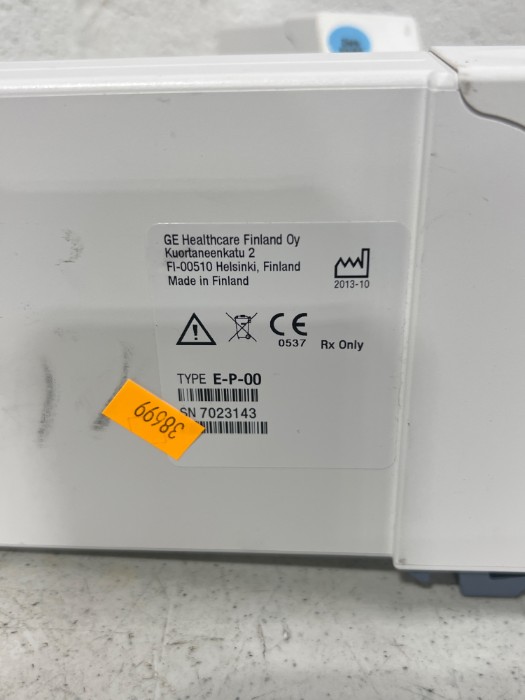 GE Healthcare Finland Oy
Kuortaneenkatu 2
FI-00510 Helsinki, Finland
Made in Finland
2013-10
CE
0537
Rx Only
TYPE E-P-00
SN 7023143
38699